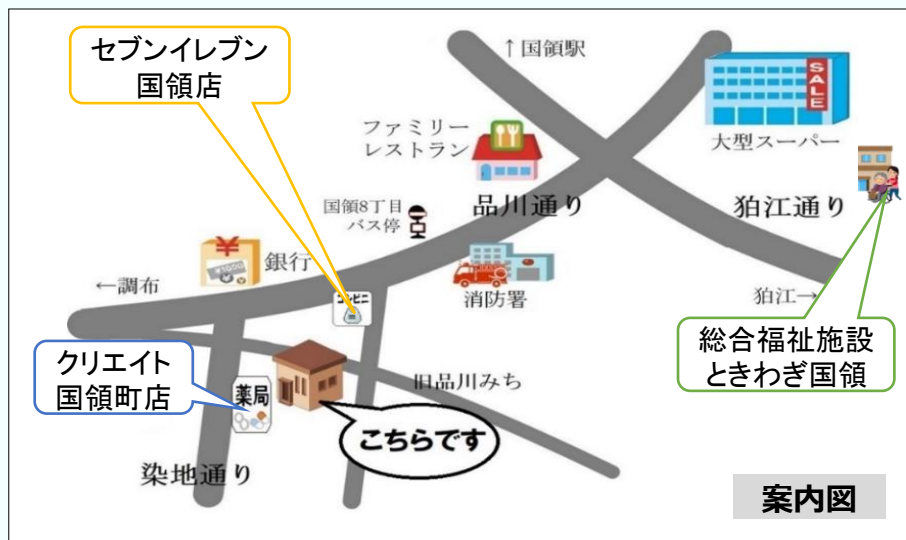 セブンイレブン
国領店
↑国領駅
SALE
大型スーパー
ファミリー
レストラン
国領8丁目
バス停
品川通り
狛江通り
¥
銀行
←調布
コンビニ
消防署
狛江→
総合福祉施設
ときわぎ国領
クリエイト
国領町店
薬局
旧品川みち
こちらです
染地通り
案内図